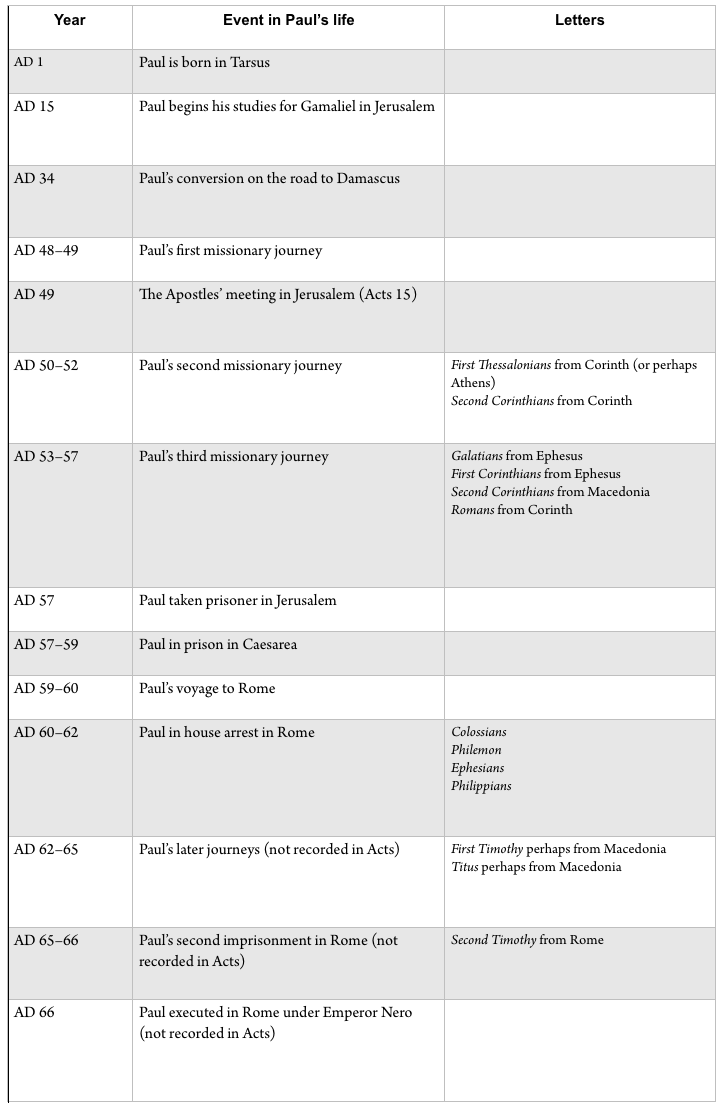 Year Event in Paul’s life Letters
AD 1 Paul is born in Tarsus
AD 15 Paul begins his studies for Gamaliel in Jerusalem
AD 34 Paul’s conversion on the road to Damascus
AD 48–49 Paul’s first missionary journey
AD 49 The Apostles’ meeting in Jerusalem (Acts 15)
AD 50–52 Paul’s second missionary journey First Thessalonians from Corinth (or perhaps
Athens)
Second Corinthians from Corinth
AD 53–57 Paul’s third missionary journey Galatians from Ephesus
First Corinthians from Ephesus
Second Corinthians from Macedonia
Romans from Corinth
AD 57 Paul taken prisoner in Jerusalem
AD 57–59 Paul in prison in Caesarea
AD 59–60 Paul’s voyage to Rome
AD 60–62 Paul in house arrest in Rome Colossians
Philemon
Ephesians
Philippians
AD 62–65 Paul’s later journeys (not recorded in Acts) First Timothy perhaps from Macedonia
Titus perhaps from Macedonia
AD 65–66 Paul’s second imprisonment in Rome (not Second Timothy from Rome
recorded in Acts)
AD 66 Paul executed in Rome under Emperor Nero
(not recorded in Acts)